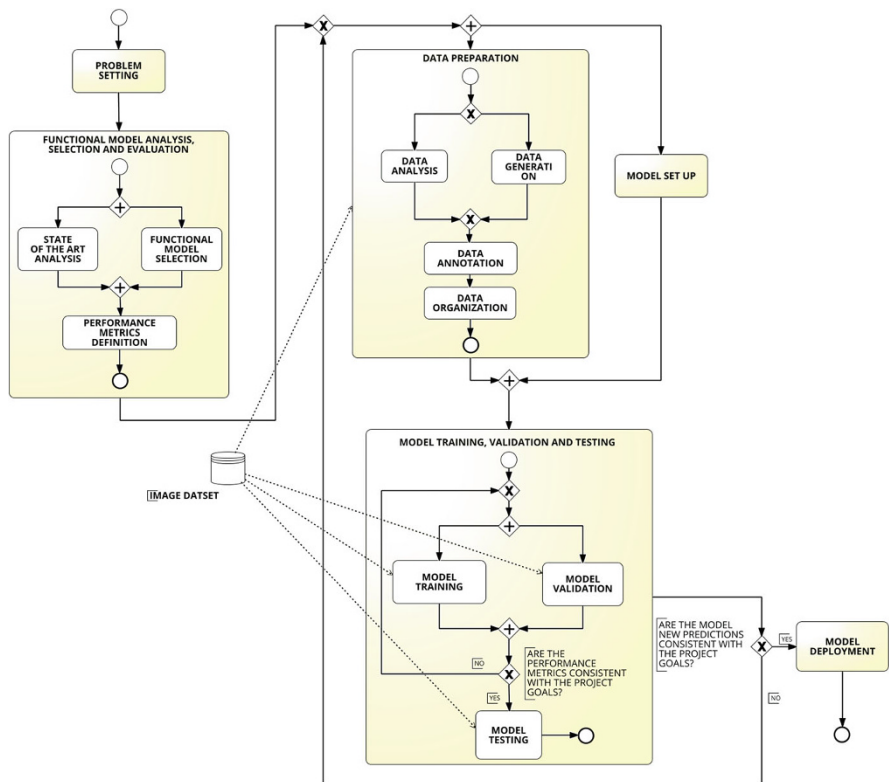 PROBLEM
SETTING
FUNCTIONAL MODEL ANALYSIS,
SELECTION AND EVALUATION
STATE
OF THE ART
ANALYSIS
FUNCTIONAL
MODEL
SELECTION
PERFORMANCE
METRICS
DEFINITION
DATA PREPARATION
DATA
ANALYSIS
DATA
GENERATI
ON
DATA
ANNOTATION
DATA
ORGANIZATION
MODEL SET UP
IMAGE DATSET
MODEL TRAINING, VALIDATION AND TESTING
MODEL
TRAINING
MODEL
VALIDATION
NO
ARE THE
PERFORMANCE
METRICS CONSISTENT
WITH THE PROJECT
GOALS?
YES
MODEL
TESTING
ARE THE MODEL
NEW PREDICTIONS
CONSISTENT WITH
THE PROJECT
GOALS?
YES
MODEL
DEPLOYMENT
NO